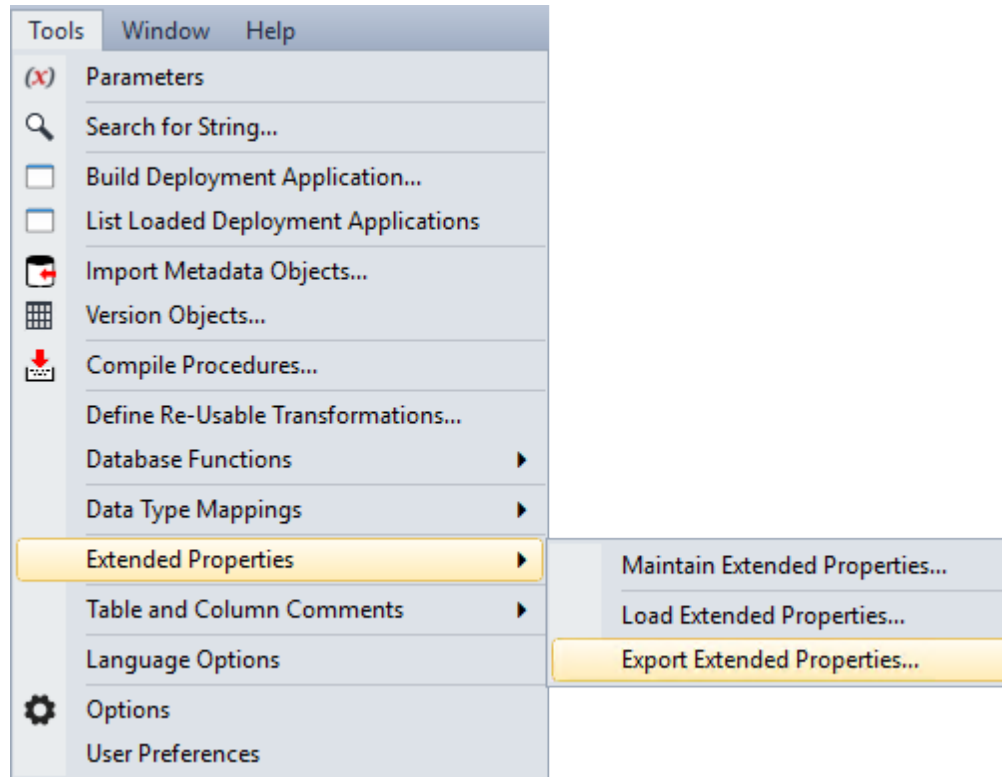 Tools Window Help
(x) Parameters
Search for String...
Build Deployment Application...
List Loaded Deployment Applications
Import Metadata Objects...
Version Objects...
Compile Procedures...
Define Re-Usable Transformations...
Database Functions
Data Type Mappings
Extended Properties
Maintain Extended Properties...
Load Extended Properties...
Export Extended Properties...
Table and Column Comments
Language Options
Options
User Preferences